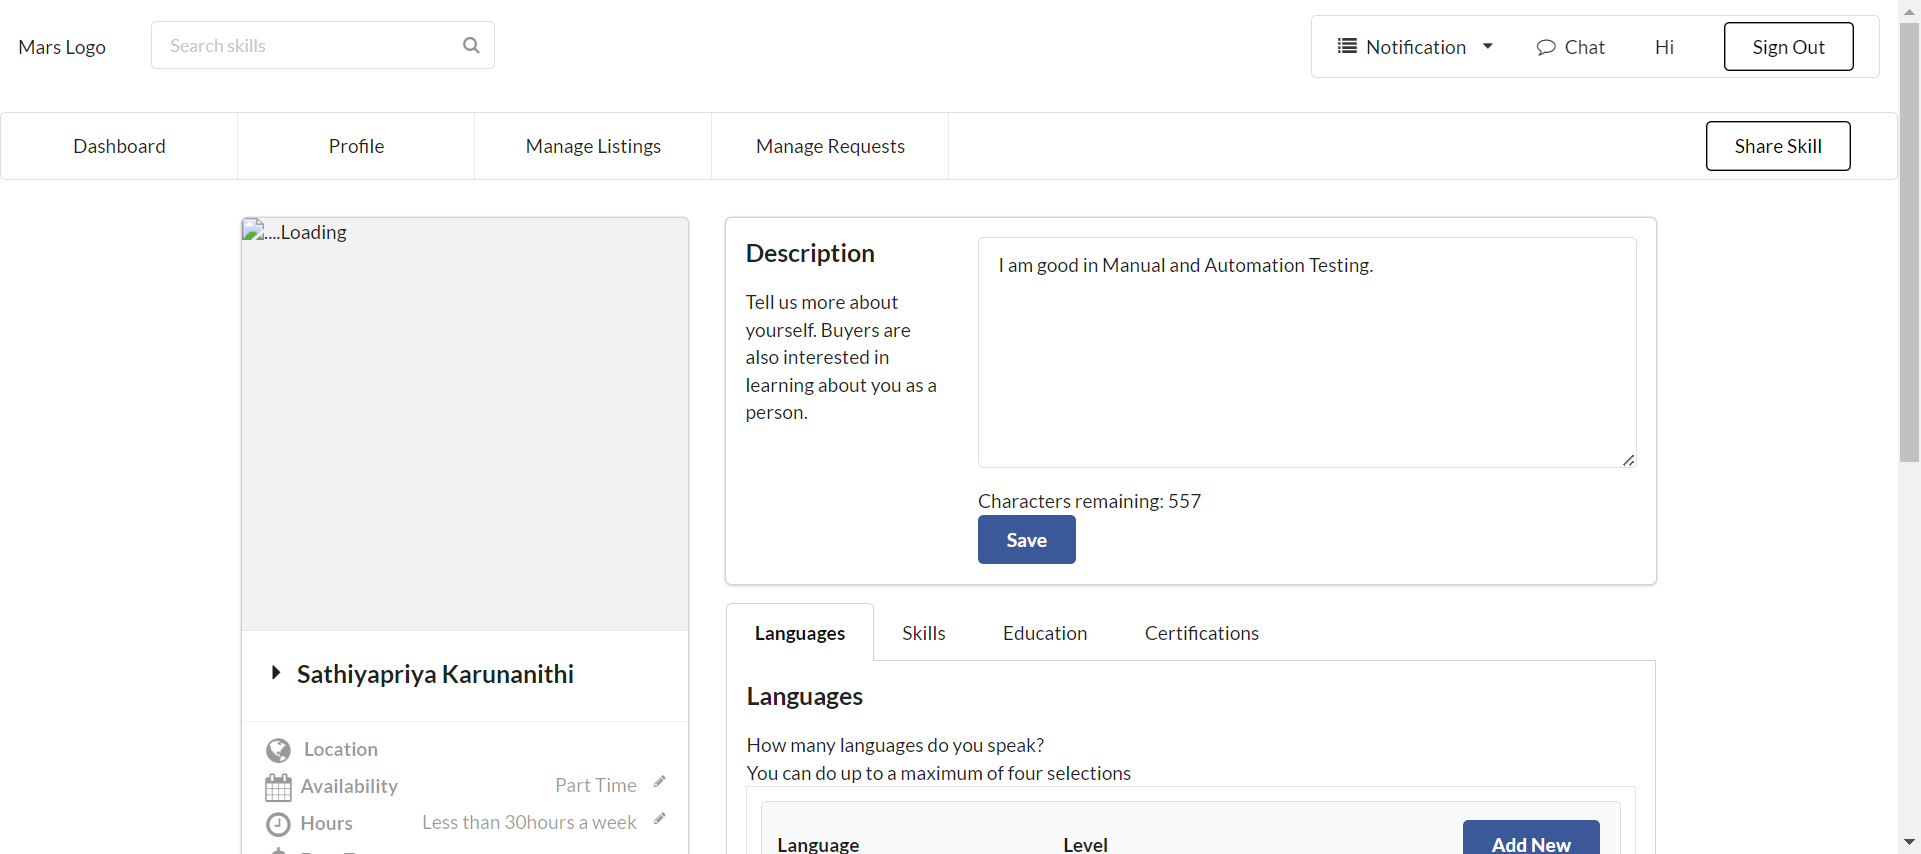 Mars Logo
Search skills
Notification
Chat
Hi
Sign Out
Dashboard
Profile
Manage Listings
Manage Requests
Share Skill
....Loading
Sathiyapriya Karunanithi
Location
Availability
Part Time
Hours
Less than 30hours a week
Description
Tell us more about
yourself. Buyers are
also interested in
learning about you as a
person.
I am good in Manual and Automation Testing.
Characters remaining: 557
Save
Languages
Skills
Education
Certifications
Languages
How many languages do you speak?
You can do up to a maximum of four selections
Language
Level
Add New